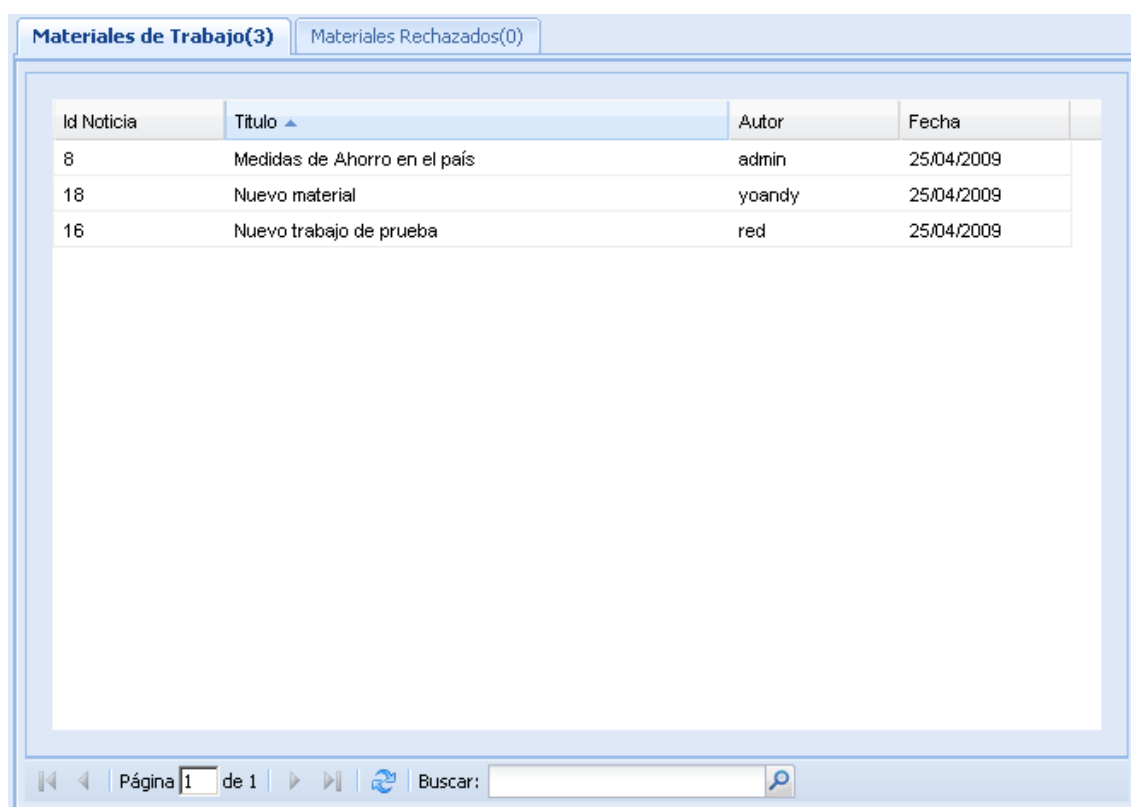 Materiales de Trabajo(3) Materiales Rechazados(0)
Id Noticia Titulo Autor Fecha
8 Medidas de Ahorro en el país admin 25/04/2009
18 Nuevo material yoandy 25/04/2009
16 Nuevo trabajo de prueba red 25/04/2009
Página 1 de 1 Buscar: